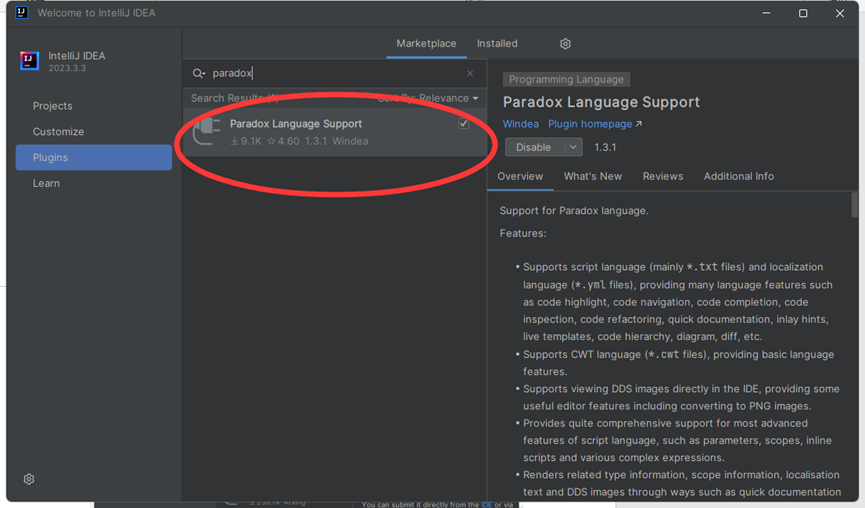 Welcome to IntelliJ IDEA
IntelliJ IDEA
2023.3.3
Projects
Customize
Plugins
Learn
Marketplace
Installed
paradox
Search Results (1)
Sort By: Relevance
Paradox Language Support
9.1K 4.60 1.3.1 Windea
Programming Language
Paradox Language Support
Windea Plugin homepage
Disable 1.3.1
Overview What's New Reviews Additional Info
Support for Paradox language.
Features:
• Supports script language (mainly *.txt files) and localization
language (*.yml files), providing many language features such
as code highlight, code navigation, code completion, code
inspection, code refactoring, quick documentation, inlay hints,
live templates, code hierarchy, diagram, diff, etc.
• Supports CWT language (*.cwt files), providing basic language
features.
• Supports viewing DDS images directly in the IDE, providing some
useful editor features including converting to PNG images.
• Provides quite comprehensive support for most advanced
features of script language, such as parameters, scopes, inline
scripts and various complex expressions.
• Renders related type information, scope information, localisation
text and DDS images through ways such as quick documentation
You can submit it directly from the IDE or via